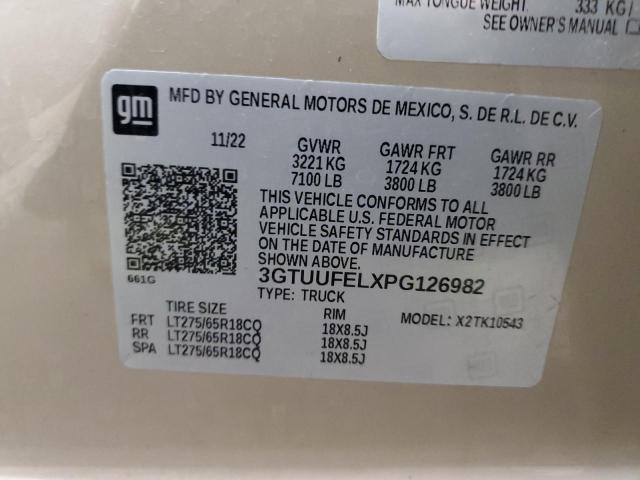 MAX TONGUE WEIGHT. 333 KG/
SEE OWNER'S MANUAL
gm
MFD BY GENERAL MOTORS DE MEXICO, S. DE R.L. DE C.V.
11/22 GVWR GAWR FRT GAWR RR
3221 KG 1724 KG 1724 KG
7100 LB 3800 LB 3800 LB
THIS VEHICLE CONFORMS TO ALL
APPLICABLE U.S. FEDERAL MOTOR
VEHICLE SAFETY STANDARDS IN EFFECT
ON THE DATE OF MANUFACTURE
661G 3GTUUFELXPG126982
TYPE: TRUCK
TIRE SIZE RIM MODEL: X2TK10543
FRT LT275/65R18CQ 18X8.5J
RR LT275/65R18CQ 18X8.5J
SPA LT275/65R18CQ 18X8.5J